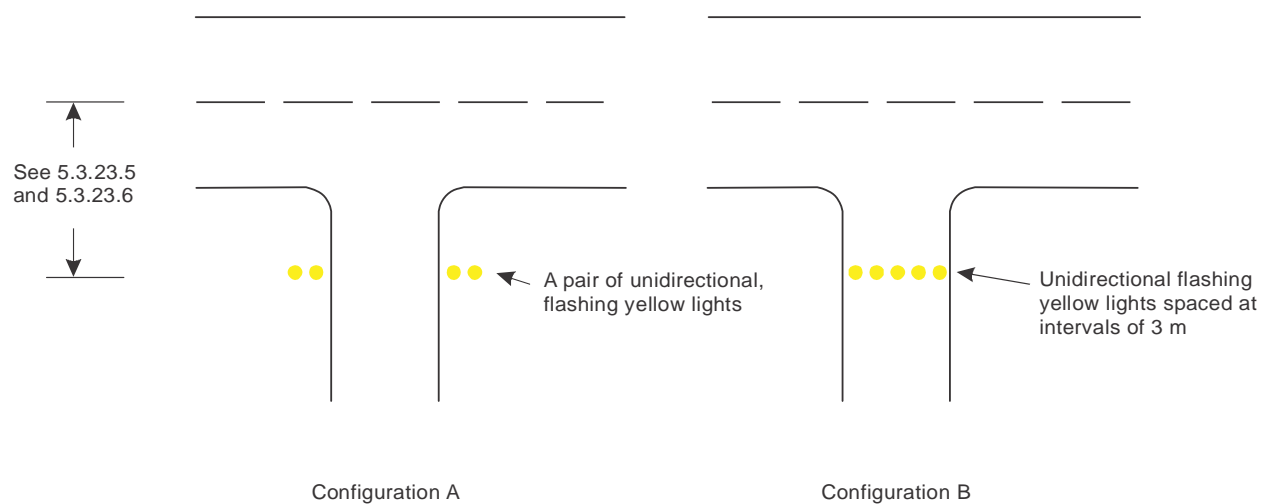 See 5.3.23.5
and 5.3.23.6
A pair of unidirectional,
flashing yellow lights
Unidirectional flashing
yellow lights spaced at
intervals of 3 m
Configuration A
Configuration B